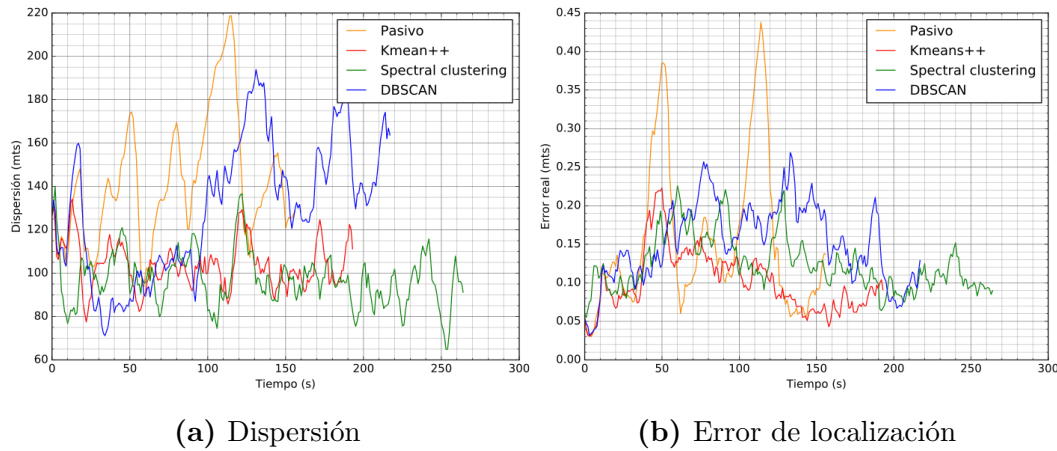 220
200
180
160
140
120
100
80
60
Dispersión (mts)
Pasivo
Kmean++
Spectral clustering
DBSCAN
0 50 100 150 200 250 300
Tiempo (s)
(a) Dispersión
0.45
0.40
0.35
0.30
0.25
0.20
0.15
0.10
0.05
0.00
Error real (mts)
Pasivo
Kmeans++
Spectral clustering
DBSCAN
0 50 100 150 200 250 300
Tiempo (s)
(b) Error de localización